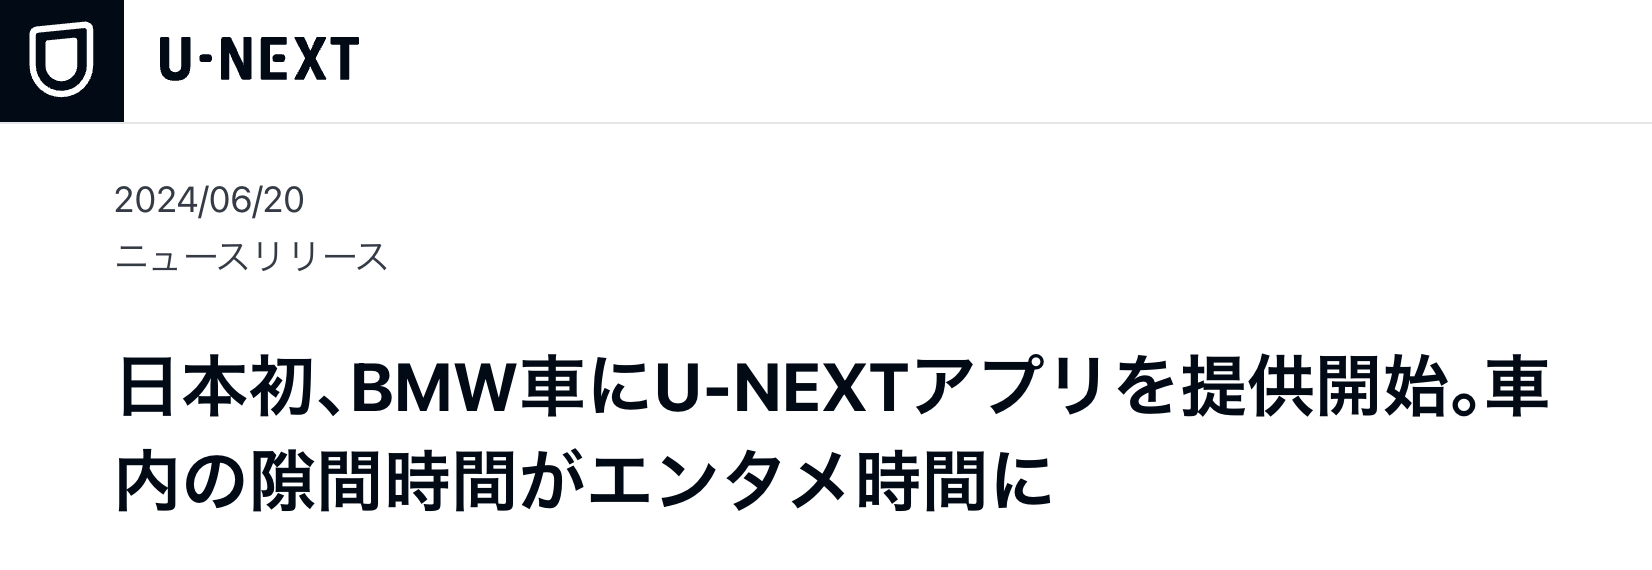 U-NEXT
2024/06/20
ニュースリリース
日本初、BMW車にU-NEXTアプリを提供開始。車
内の隙間時間がエンタメ時間に